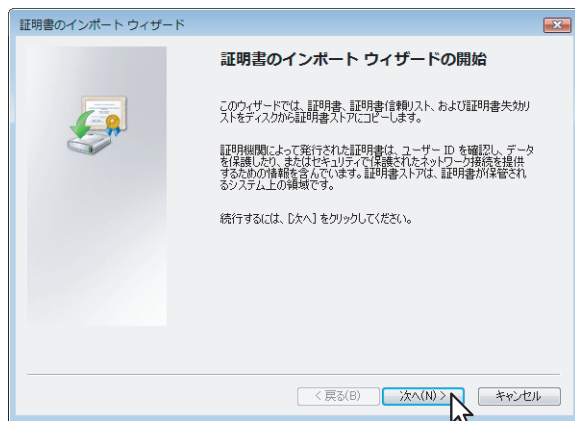 証明書のインポート ウィザード
証明書のインポート ウィザードの開始
このウィザードでは、証明書、証明書信頼リスト、および証明書失効リ
ストをディスクから証明書ストアにコピーします。
証明機関によって発行された証明書は、ユーザー ID を確認し、データ
を保護したり、またはセキュリティで保護されたネットワーク接続を提供
するための情報を含んでいます。証明書ストアは、証明書が保管され
るシステム上の領域です。
続行するには、[次へ] をクリックしてください。
< 戻る(B) 次へ(N) > キャンセル